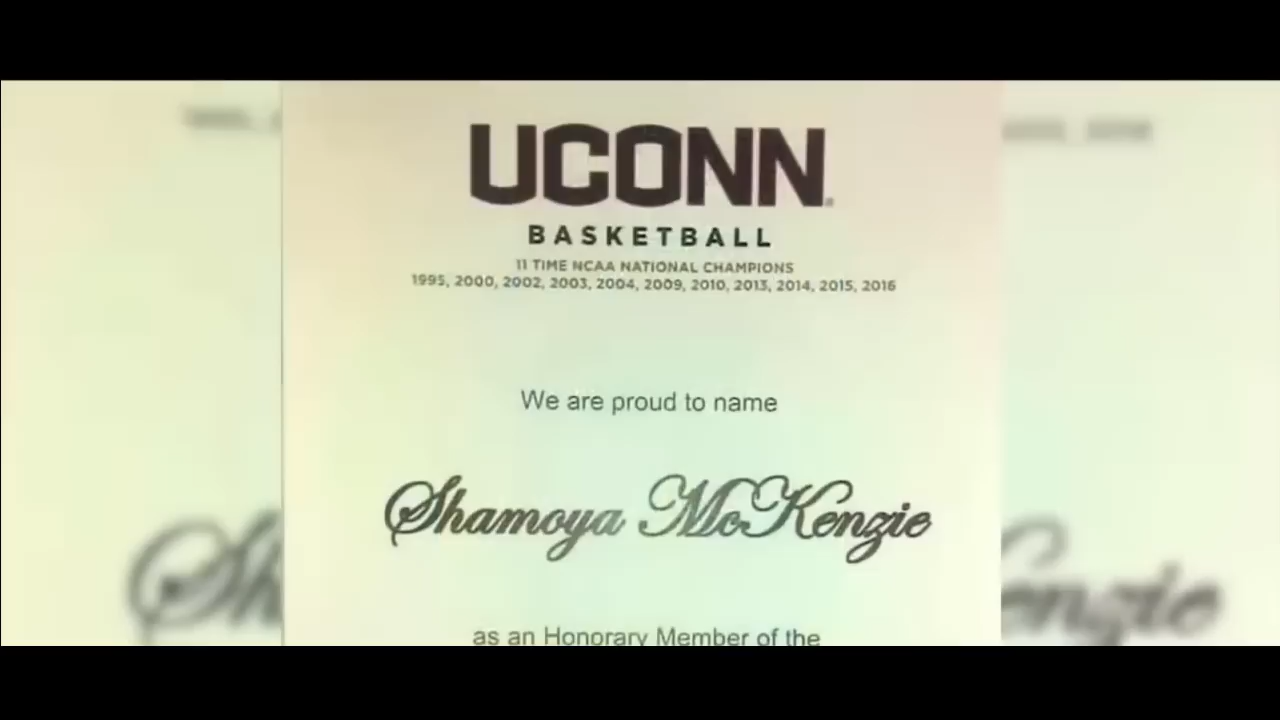 UCONN
BASKETBALL
11 TIME NCAA NATIONAL CHAMPIONS
1995, 2000, 2002, 2003, 2004, 2009, 2010, 2013, 2014, 2015, 2016
We are proud to name
Shamoya McKenzie
as an Honorary Member of the